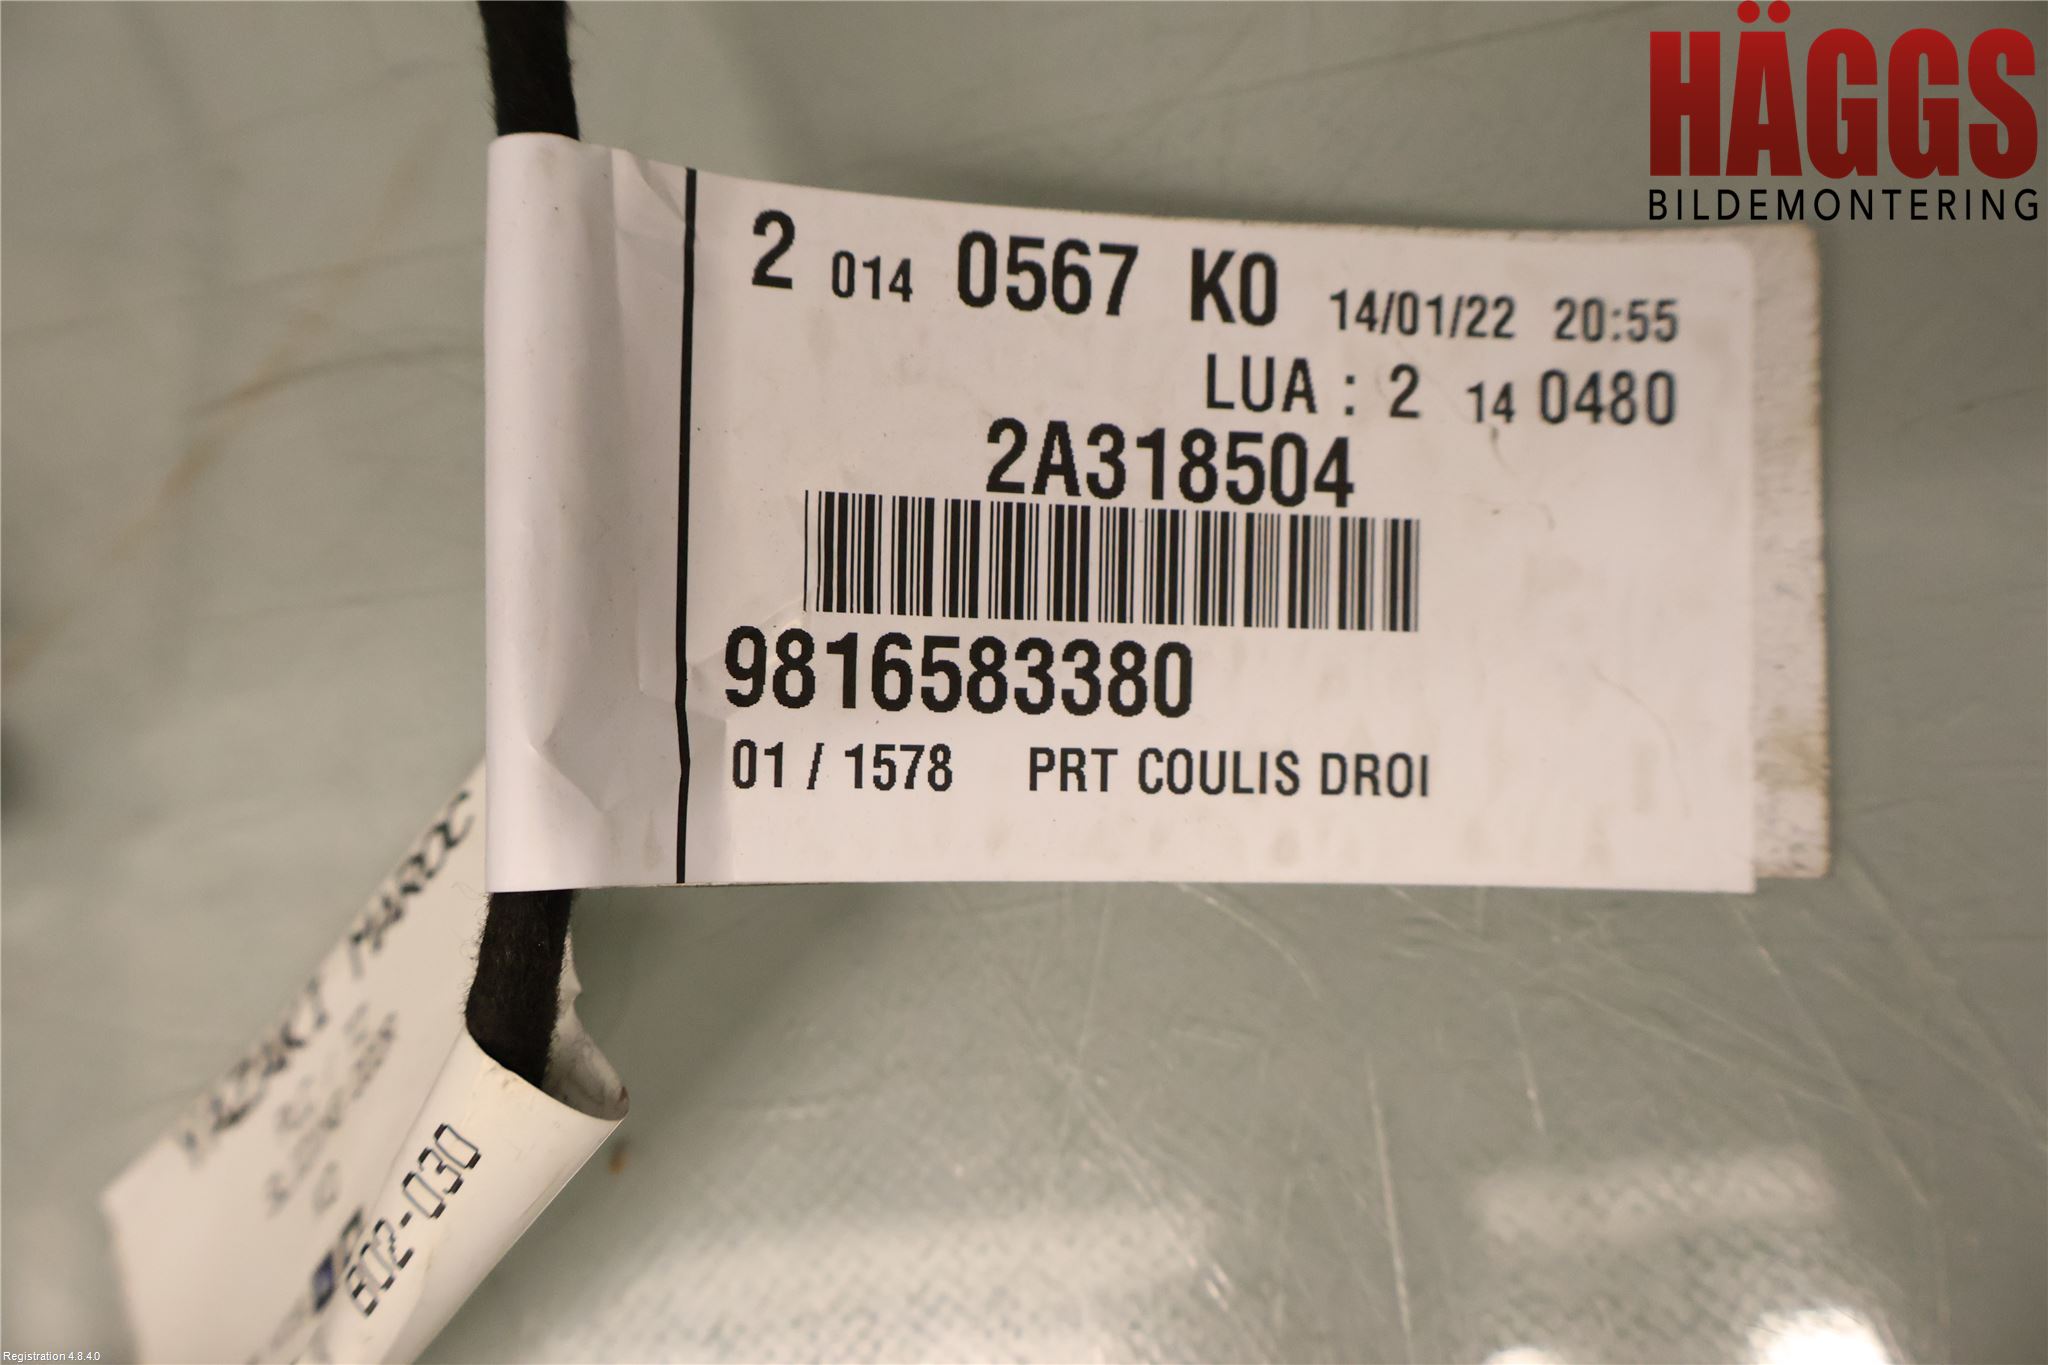 HÄGGS
BILDEMONTERING
2 014 0567 K0 14/01/22 20:55
LUA : 2 14 0480
2A318504
9816583380
01 / 1578 PRT COULIS DROI
MAROC
802-030
Registration 4.8.4.0